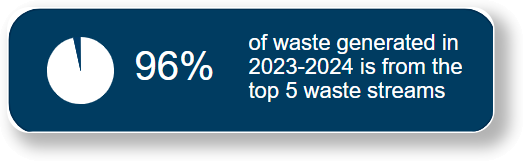 96%
of waste generated in
2023-2024 is from the
top 5 waste streams